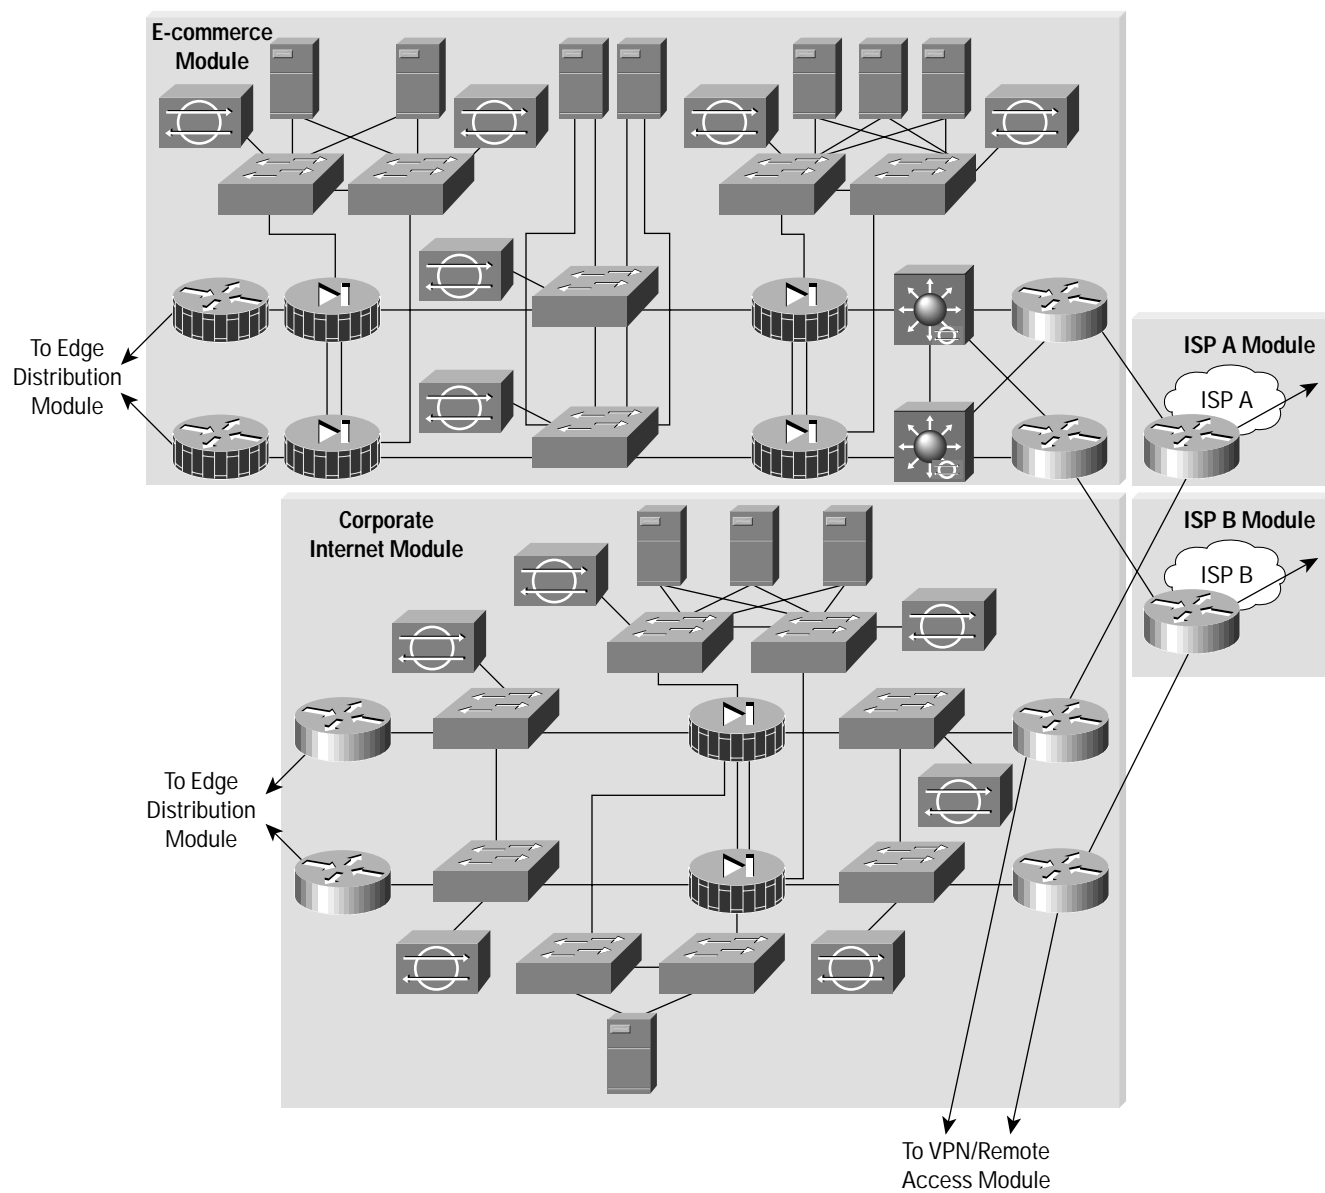 E-commerce
Module
To Edge
Distribution
Module
ISP A Module
ISP A
Corporate
Internet Module
ISP B Module
ISP B
To Edge
Distribution
Module
To VPN/Remote
Access Module